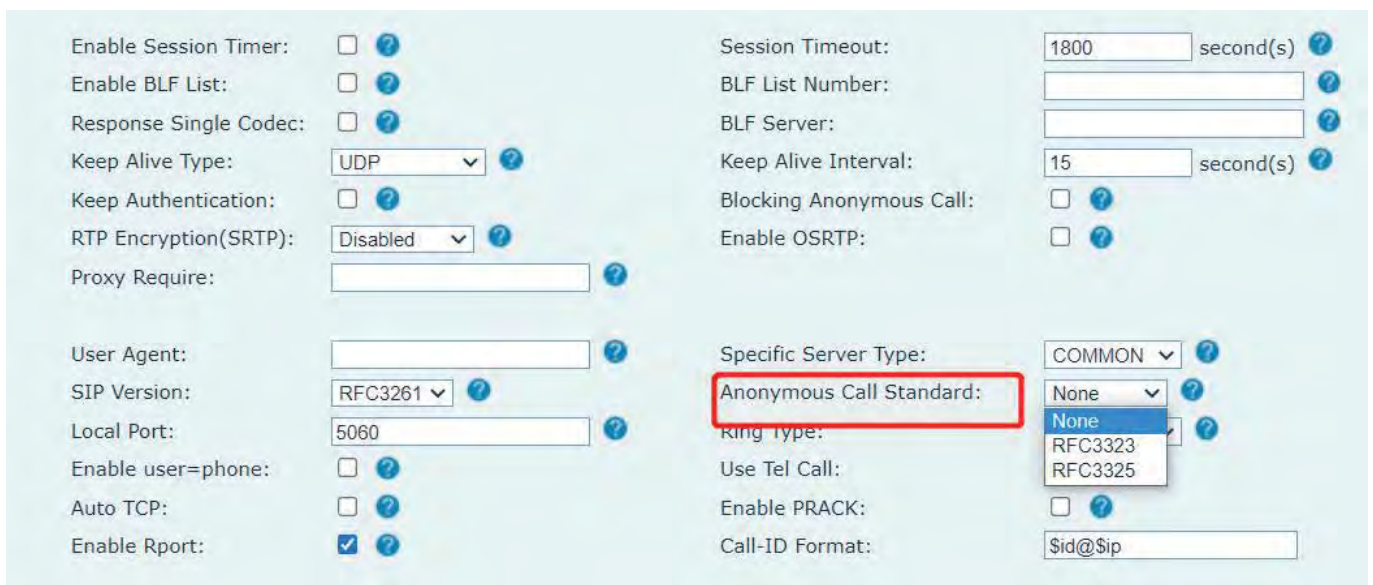 Enable Session Timer: Session Timeout: 1800 second(s)
Enable BLF List: BLF List Number:
Response Single Codec: BLF Server:
Keep Alive Type: UDP Keep Alive Interval: 15 second(s)
Keep Authentication: Blocking Anonymous Call:
RTP Encryption(SRTP): Disabled Enable OSRTP:
Proxy Require:
User Agent: Specific Server Type: COMMON
SIP Version: RFC3261 Anonymous Call Standard: None
Local Port: 5060 Ring Type: None
RFC3323
Enable user=phone: Use Tel Call: RFC3325
Auto TCP: Enable PRACK:
Enable Rport: Call-ID Format: $id@$ip